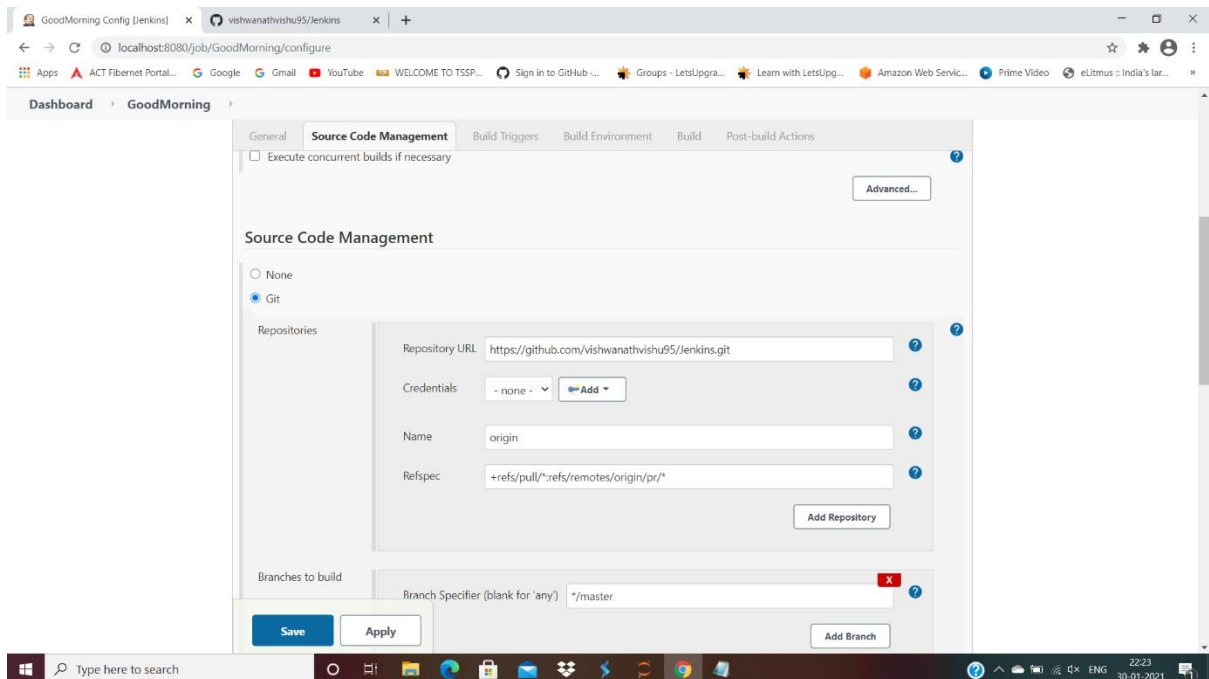 GoodMorning Config [Jenkins]
vishwanathvishu95/Jenkins
localhost:8080/job/GoodMorning/configure
Apps ACT Fibernet Portal... Google Gmail YouTube WELCOME TO TSSP... Sign in to GitHub ·... Groups - LetsUpgra... Learn with LetsUpg... Amazon Web Servic... Prime Video eLitmus :: India's lar... »
Dashboard GoodMorning
General Source Code Management Build Triggers Build Environment Build Post-build Actions
Execute concurrent builds if necessary
Advanced...
Source Code Management
None
Git
Repositories
Repository URL https://github.com/vishwanathvishu95/Jenkins.git
Credentials - none - Add
Name origin
Refspec +refs/pull/*:refs/remotes/origin/pr/*
Add Repository
Branches to build
X
Branch Specifier (blank for 'any') */master
Save Apply
Add Branch
Type here to search
ENG
22:23
30-01-2021